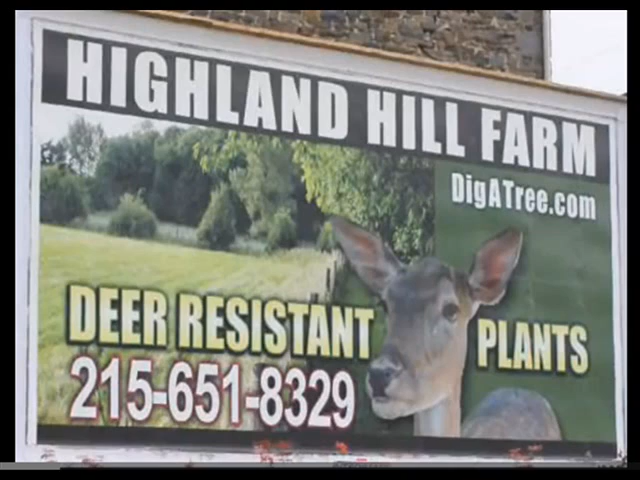 HIGHLAND HILL FARM
DigATree.com
DEER RESISTANT PLANTS
215-651-8329